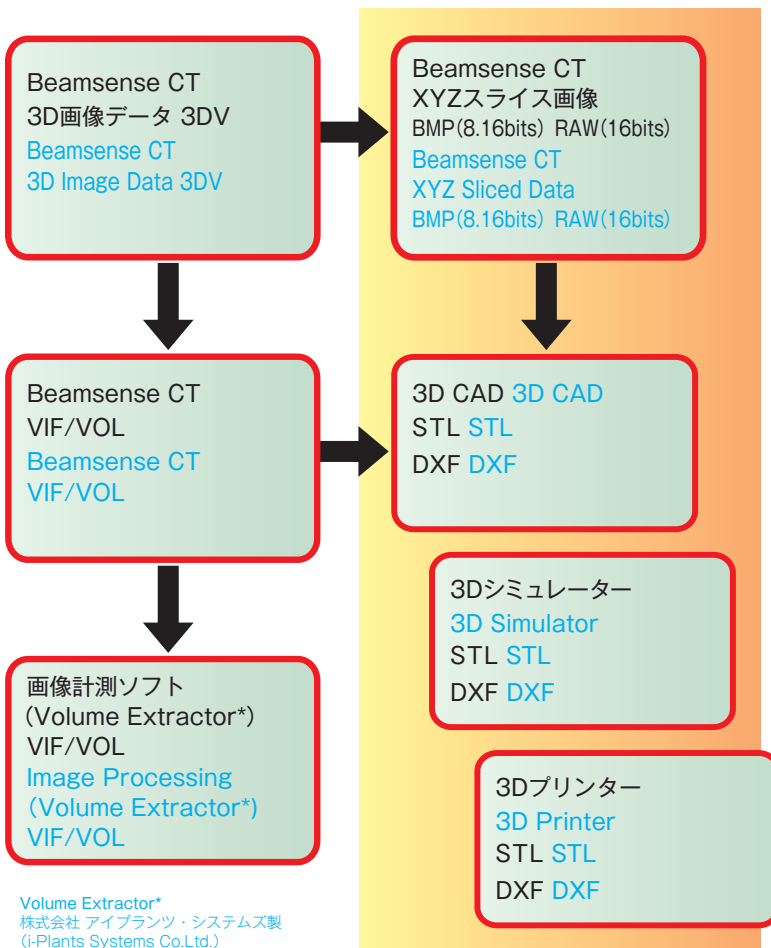 Beamsense CT
3D画像データ 3DV
Beamsense CT
3D Image Data 3DV
Beamsense CT
XYZスライス画像
BMP(8.16bits) RAW(16bits)
Beamsense CT
XYZ Sliced Data
BMP(8.16bits) RAW(16bits)
Beamsense CT
VIF/VOL
Beamsense CT
VIF/VOL
3D CAD 3D CAD
STL STL
DXF DXF
3Dシミュレーター
3D Simulator
STL STL
DXF DXF
画像計測ソフト
(Volume Extractor*)
VIF/VOL
Image Processing
(Volume Extractor*)
VIF/VOL
3Dプリンター
3D Printer
STL STL
DXF DXF
Volume Extractor*
株式会社 アイプランツ・システムズ製
(i-Plants Systems Co.Ltd.)